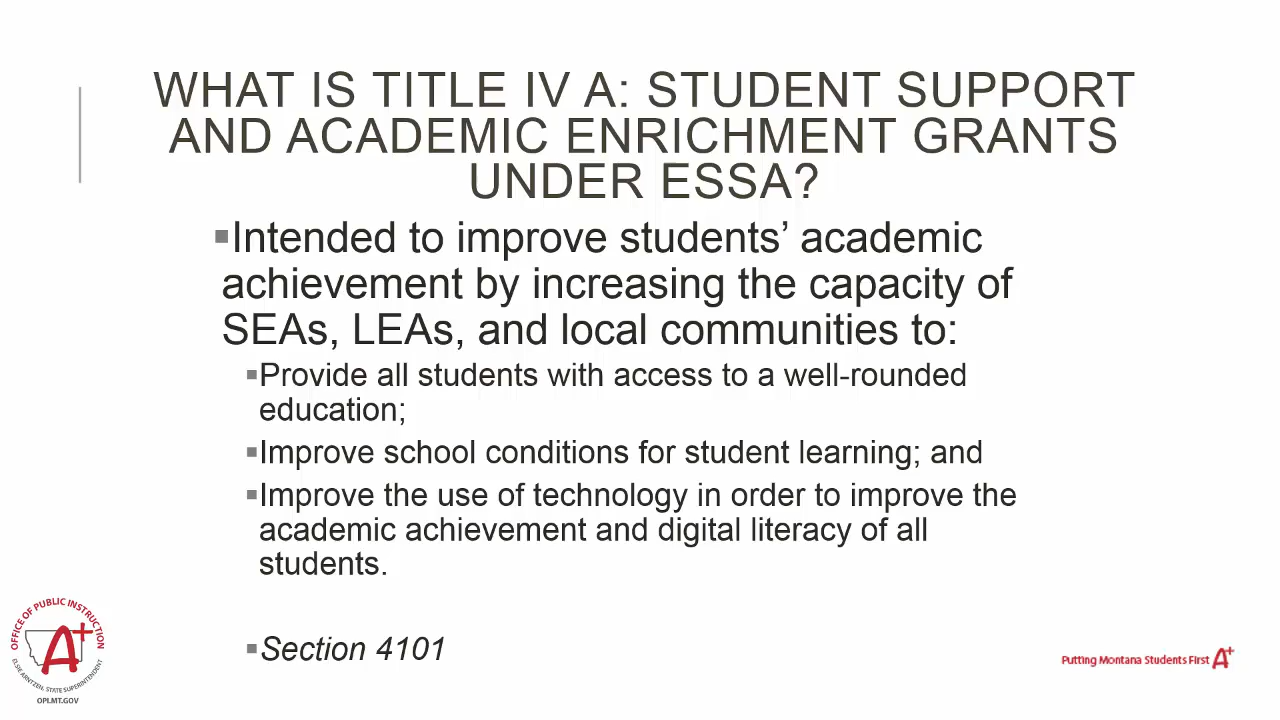 WHAT IS TITLE IV A: STUDENT SUPPORT
AND ACADEMIC ENRICHMENT GRANTS
UNDER ESSA?
▪Intended to improve students’ academic
achievement by increasing the capacity of
SEAs, LEAs, and local communities to:
▪Provide all students with access to a well-rounded
education;
▪Improve school conditions for student learning; and
▪Improve the use of technology in order to improve the
academic achievement and digital literacy of all
students.
▪Section 4101
OFFICE OF PUBLIC INSTRUCTION
A+
ELSIE ARNTZEN, STATE SUPERINTENDENT
OPI.MT.GOV
Putting Montana Students First A+